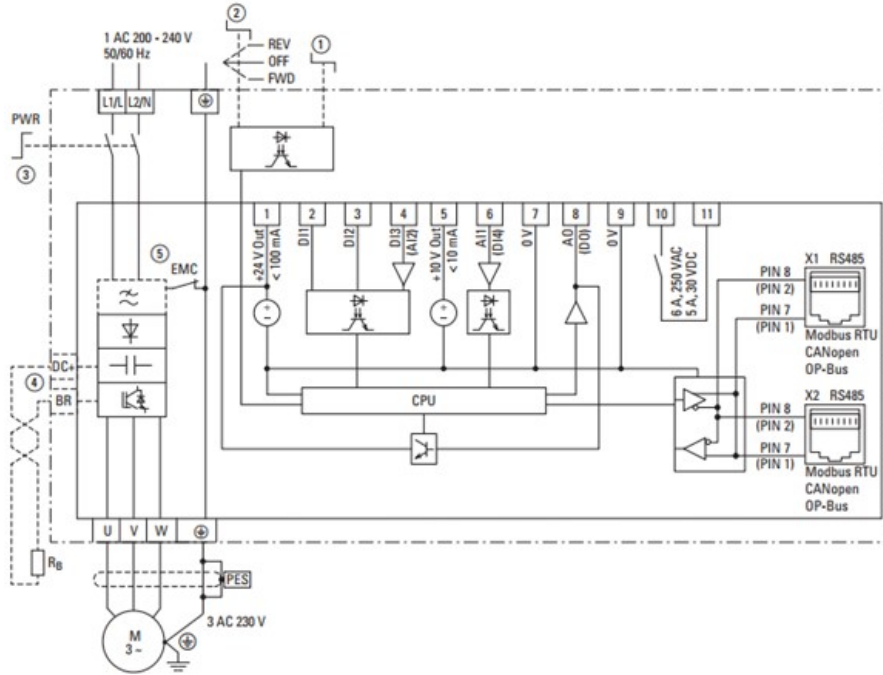 ②
1 AC 200 - 240 V
50/60 Hz
REV
OFF
FWD
①
L1/L L2/N
PWR
③
1 2 3 4 5 6 7 8 9 10 11
+24 V Out
< 100 mA
DI1
DI2
DI3
(AI2)
+10 V Out
< 10 mA
AI1
(DI4)
0 V
AO
(DO)
0 V
6 A, 250 VAC
5 A, 30 VDC
⑤
EMC
X1 RS485
PIN 8
(PIN 2)
PIN 7
(PIN 1)
Modbus RTU
CANopen
OP-Bus
DC+
④
BR
CPU
X2 RS485
PIN 8
(PIN 2)
PIN 7
(PIN 1)
Modbus RTU
CANopen
OP-Bus
U V W
RB
PES
3 AC 230 V
M
3 ~